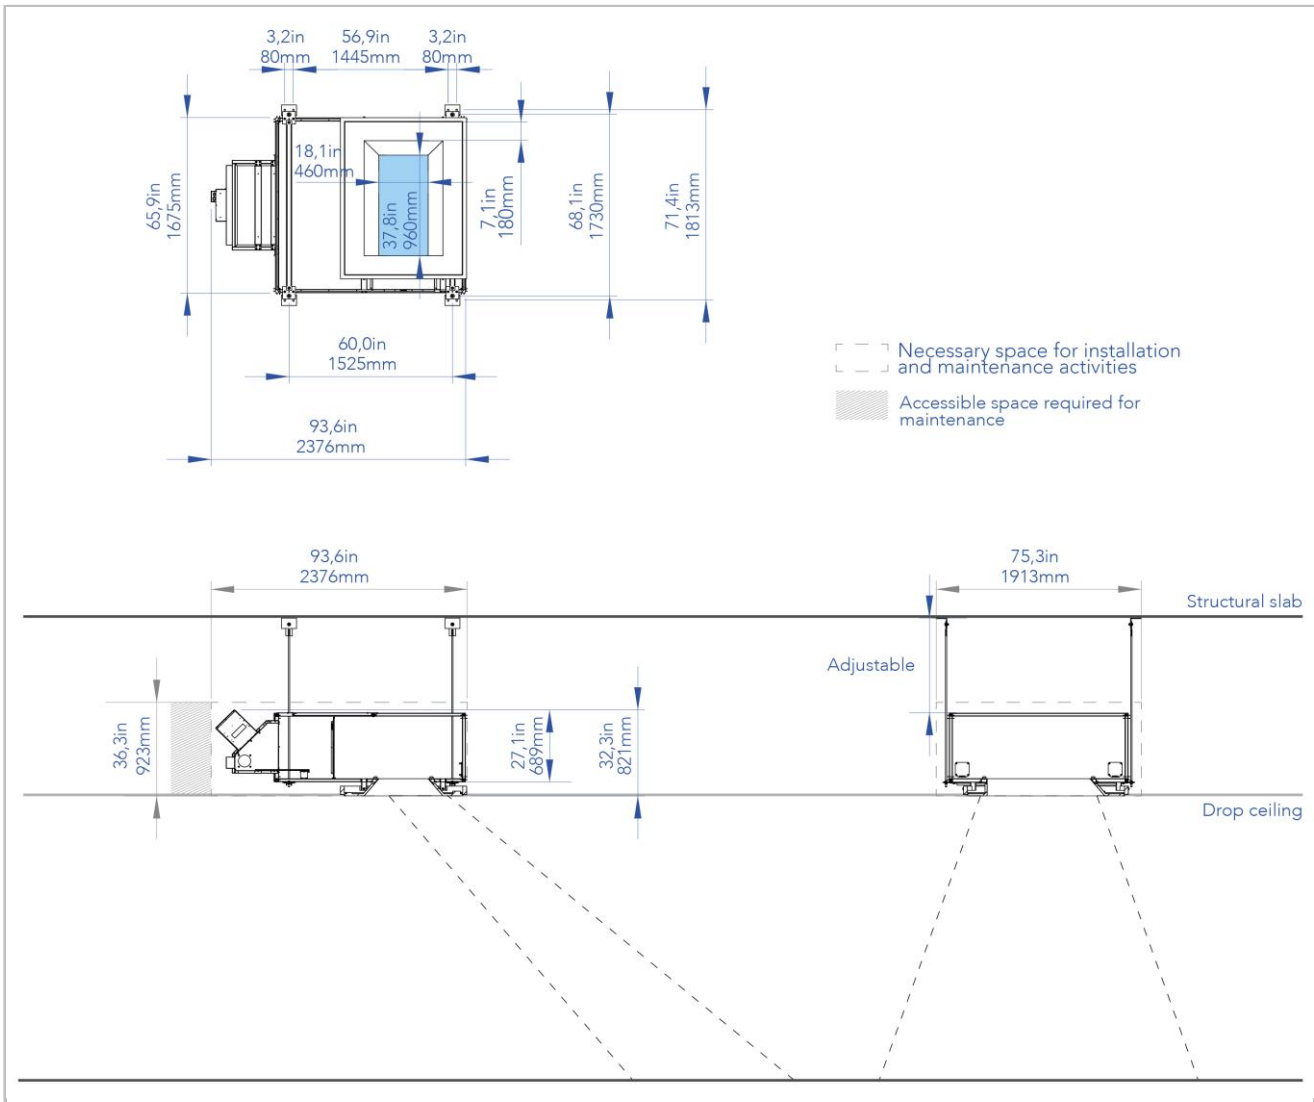 3,2in
80mm
56,9in
1445mm
3,2in
80mm
65,9in
1675mm
18,1in
460mm
37,8in
960mm
7,1in
180mm
68,1in
1730mm
71,4in
1813mm
60,0in
1525mm
93,6in
2376mm
Necessary space for installation
and maintenance activities
Accessible space required for
maintenance
93,6in
2376mm
75,3in
1913mm
Structural slab
Adjustable
36,3in
923mm
27,1in
689mm
32,3in
821mm
Drop ceiling